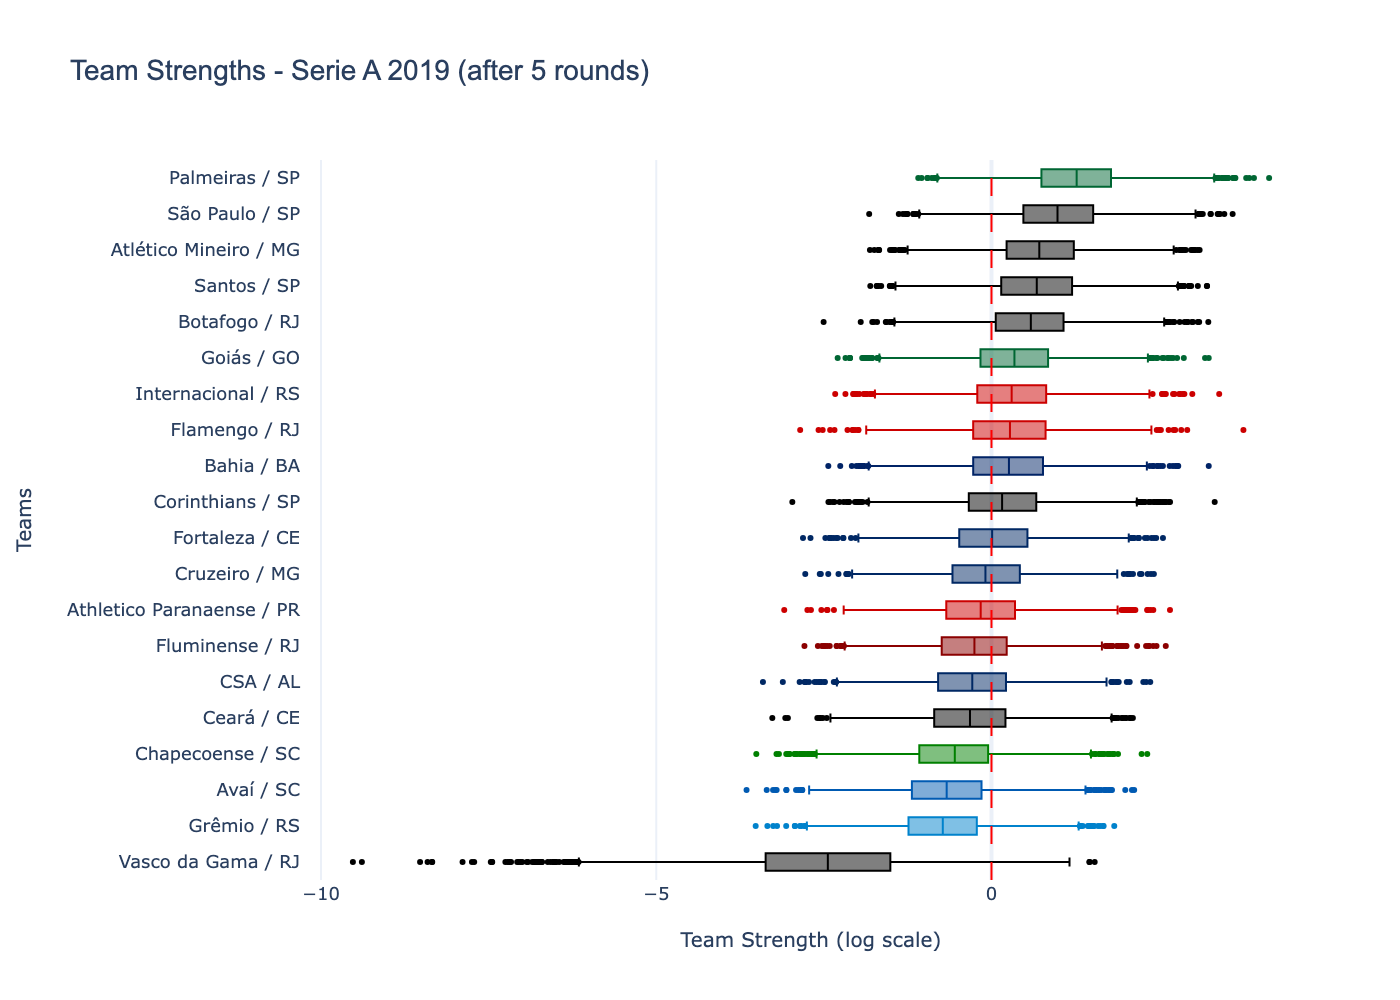 Team Strengths - Serie A 2019 (after 5 rounds)
Teams
Palmeiras / SP
São Paulo / SP
Atlético Mineiro / MG
Santos / SP
Botafogo / RJ
Goiás / GO
Internacional / RS
Flamengo / RJ
Bahia / BA
Corinthians / SP
Fortaleza / CE
Cruzeiro / MG
Athletico Paranaense / PR
Fluminense / RJ
CSA / AL
Ceará / CE
Chapecoense / SC
Avaí / SC
Grêmio / RS
Vasco da Gama / RJ
−10 −5 0
Team Strength (log scale)